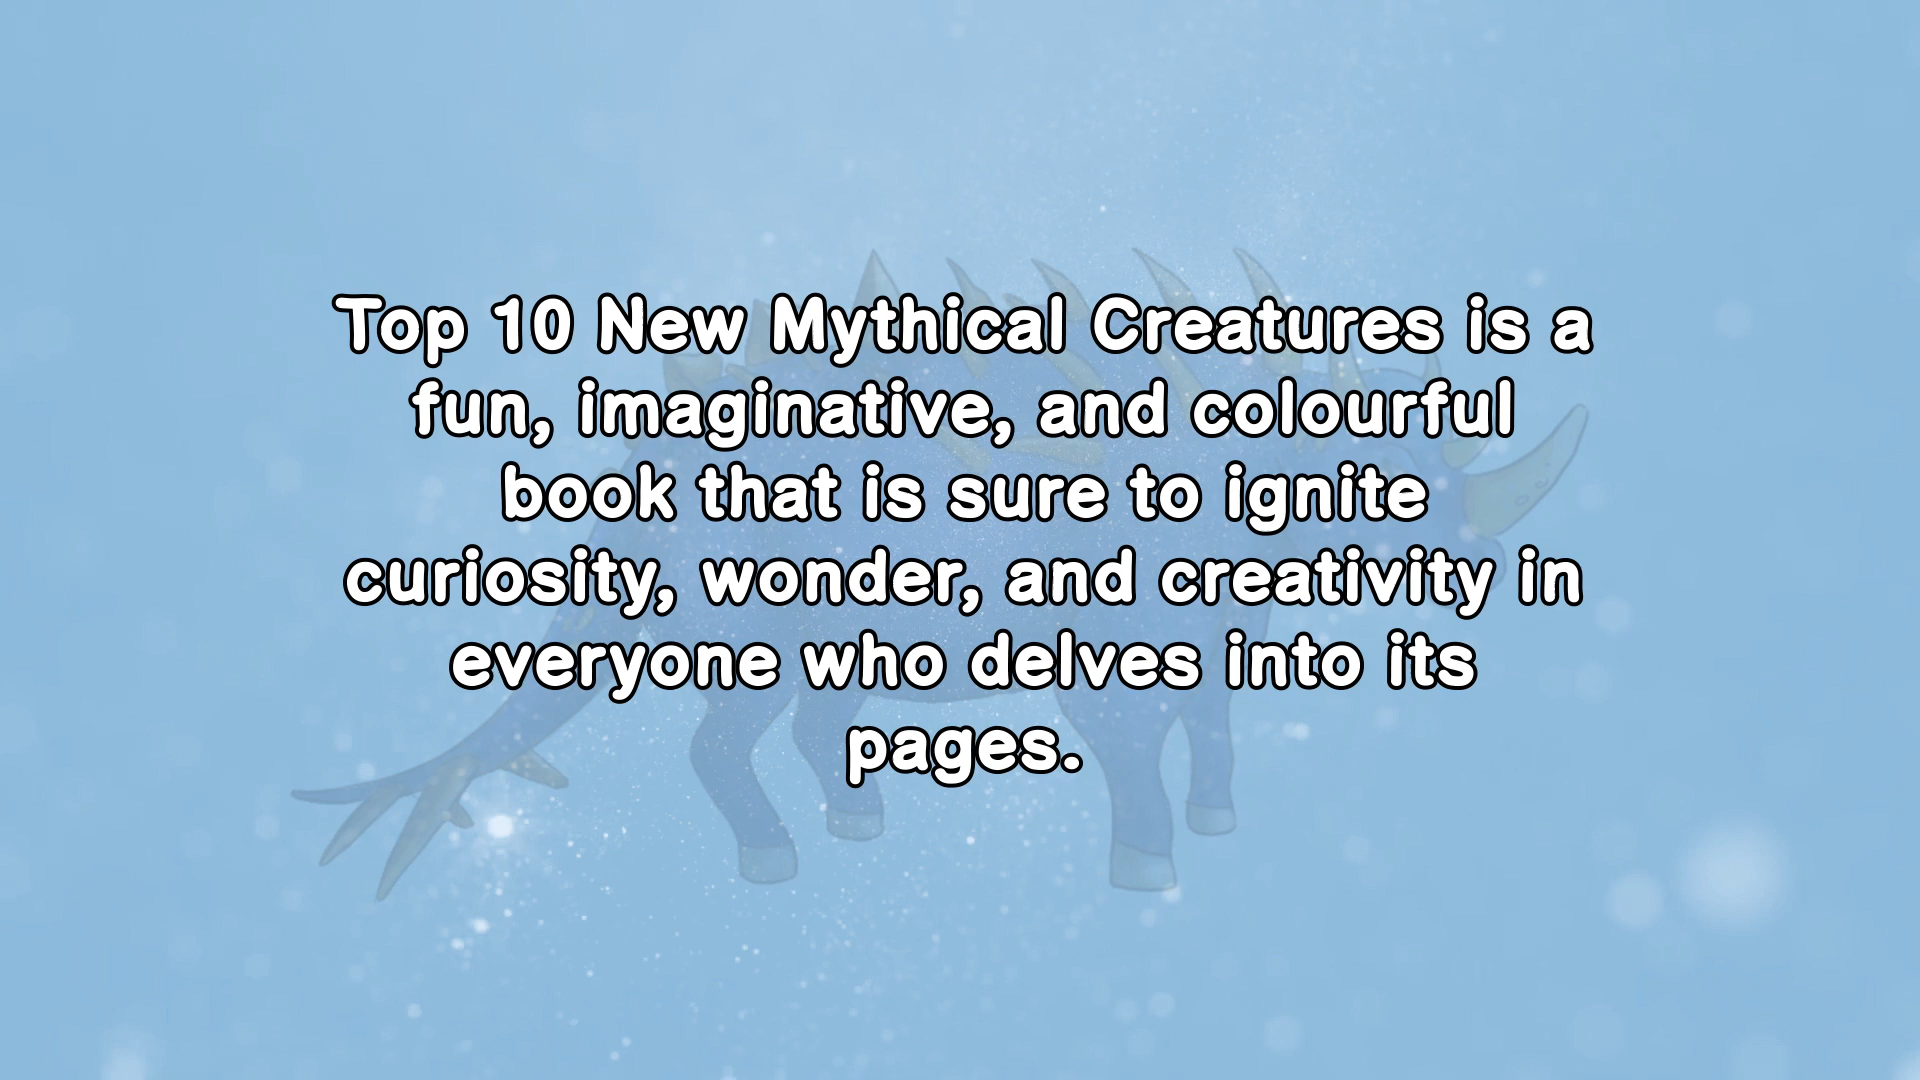 Top 10 New Mythical Creatures is a
fun, imaginative, and colourful
book that is sure to ignite
curiosity, wonder, and creativity in
everyone who delves into its
pages.